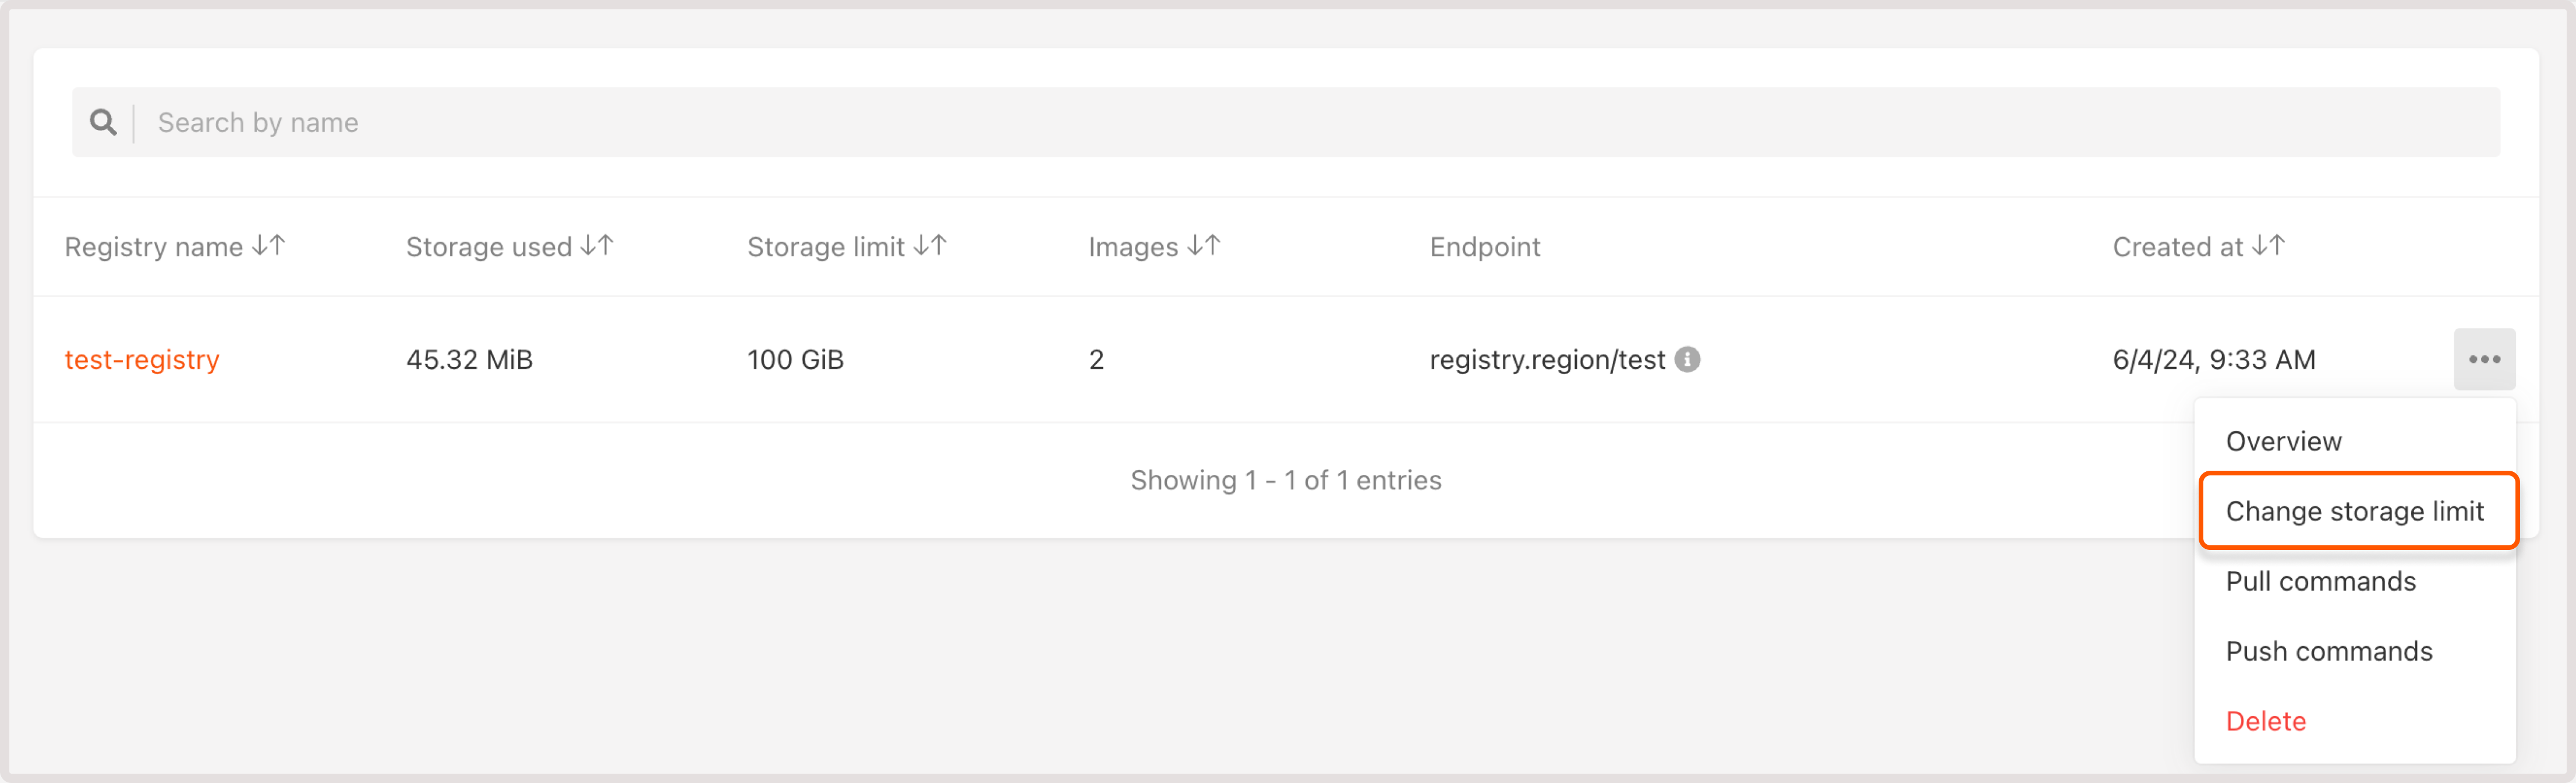 Search by name
Registry name ↓↑ Storage used ↓↑ Storage limit ↓↑ Images ↓↑ Endpoint Created at ↓↑
test-registry 45.32 MiB 100 GiB 2 registry.region/test 6/4/24, 9:33 AM
Showing 1 - 1 of 1 entries
Overview
Change storage limit
Pull commands
Push commands
Delete